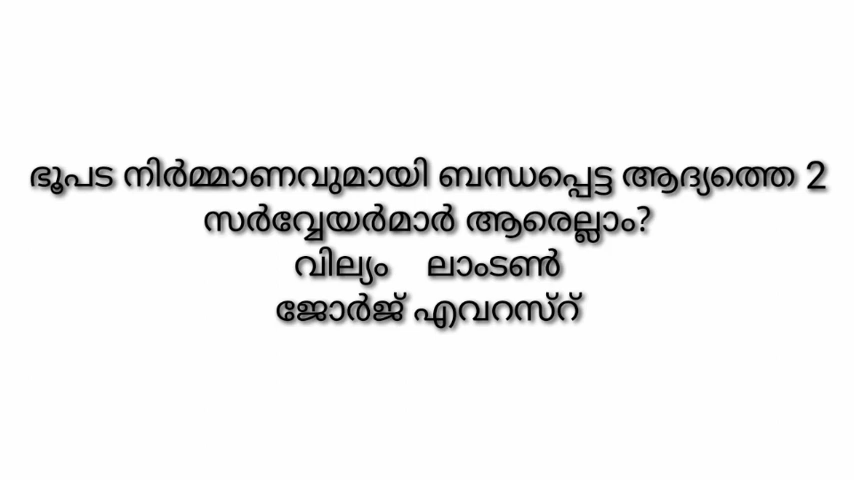 ഭൂപട നിർമ്മാണവുമായി ബന്ധപ്പെട്ട ആദ്യത്തെ 2
സർവ്വേയർമാർ ആരെല്ലാം?
വില്യം ലാംടൺ
ജോർജ് എവറസ്റ്